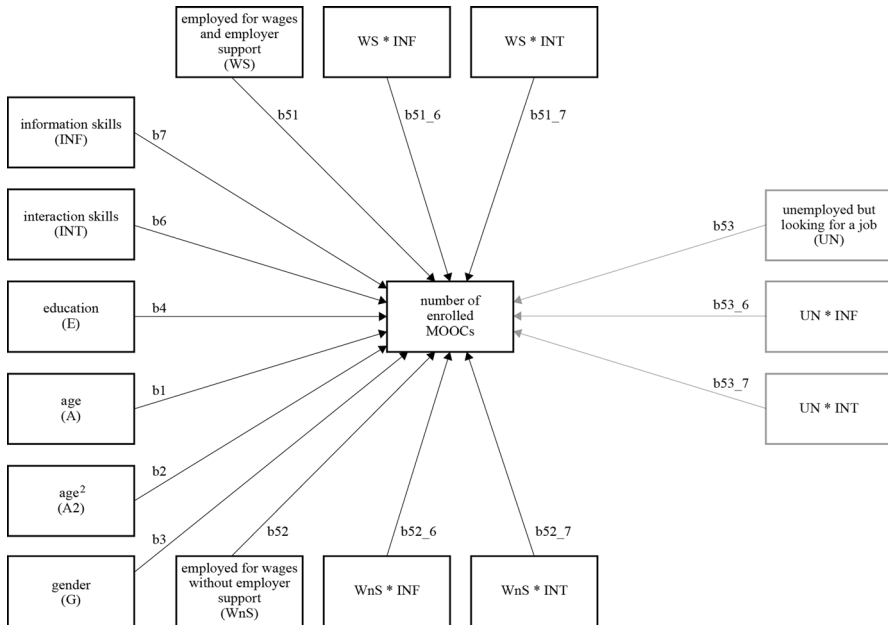 employed for wages
and employer
support
(WS)
WS * INF
WS * INT
b51
b51_6
b51_7
information skills
(INF)
b7
interaction skills
(INT)
b6
education
(E)
b4
age
(A)
b1
age²
(A2)
b2
gender
(G)
b3
number of
enrolled
MOOCs
unemployed but
looking for a job
(UN)
b53
UN * INF
b53_6
UN * INT
b53_7
b52
b52_6
b52_7
employed for wages
without employer
support
(WnS)
WnS * INF
WnS * INT